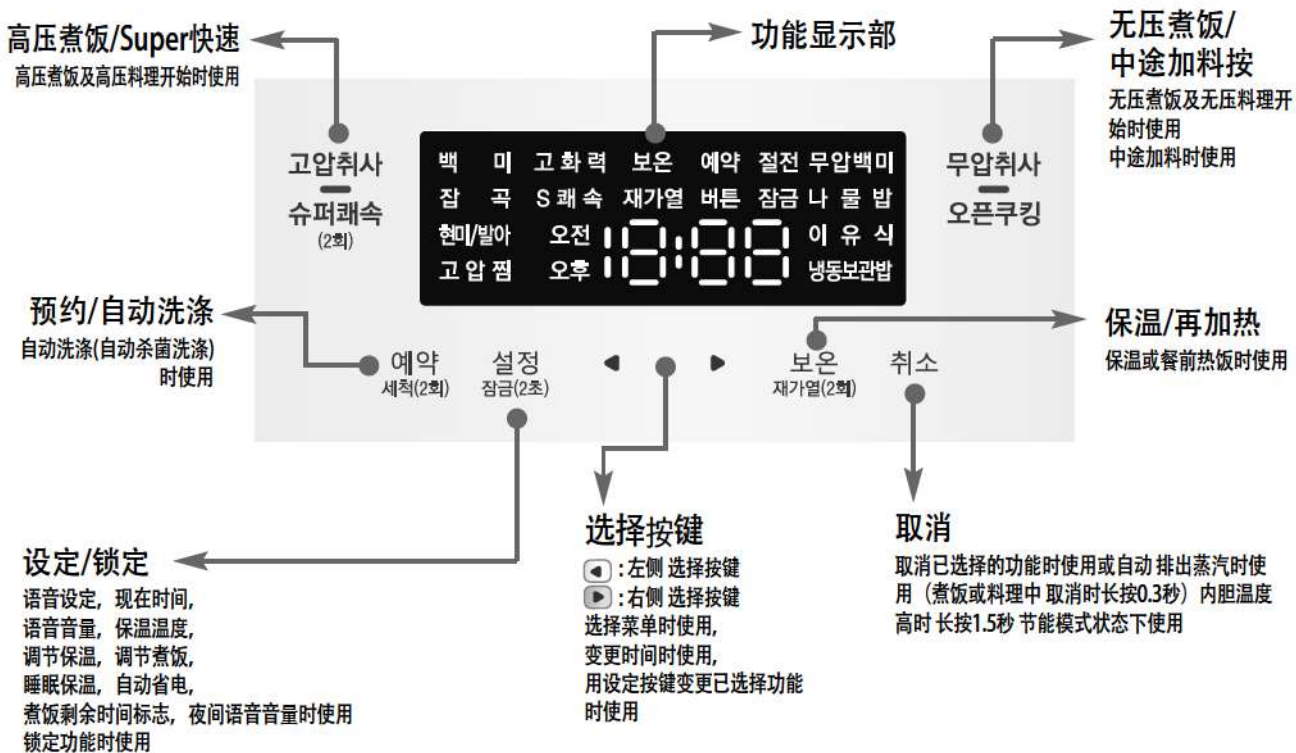 高压煮饭/Super快速
高压煮饭及高压料理开始时使用
功能显示部
无压煮饭/
中途加料按
无压煮饭及无压料理开
始时使用
中途加料时使用
고압취사
슈퍼쾌속
(2회)
백 미 고화력 보온 예약 절전 무압백미
잡 곡 S쾌속 재가열 버튼 잠금 나물밥
현미/발아 오전 18:88 이유식
고압찜 오후 냉동보관밥
무압취사
오픈쿠킹
预约/自动洗涤
自动洗涤(自动杀菌洗涤)
时使用
예약
세척(2회)
설정
잠금(2초)
◀ ▶
보온
재가열(2회)
취소
保温/再加热
保温或餐前热饭时使用
设定/锁定
语音设定，现在时间，
语音音量，保温温度，
调节保温，调节煮饭，
睡眠保温，自动省电，
煮饭剩余时间标志，夜间语音音量时使用
锁定功能时使用
选择按键
◀ : 左侧 选择按键
▶ : 右侧 选择按键
选择菜单时使用，
变更时间时使用，
用设定按键变更已选择功能
时使用
取消
取消已选择的功能时使用或自动 排出蒸汽时使
用（煮饭或料理中 取消时长按0.3秒）内胆温度
高时 长按1.5秒 节能模式状态下使用